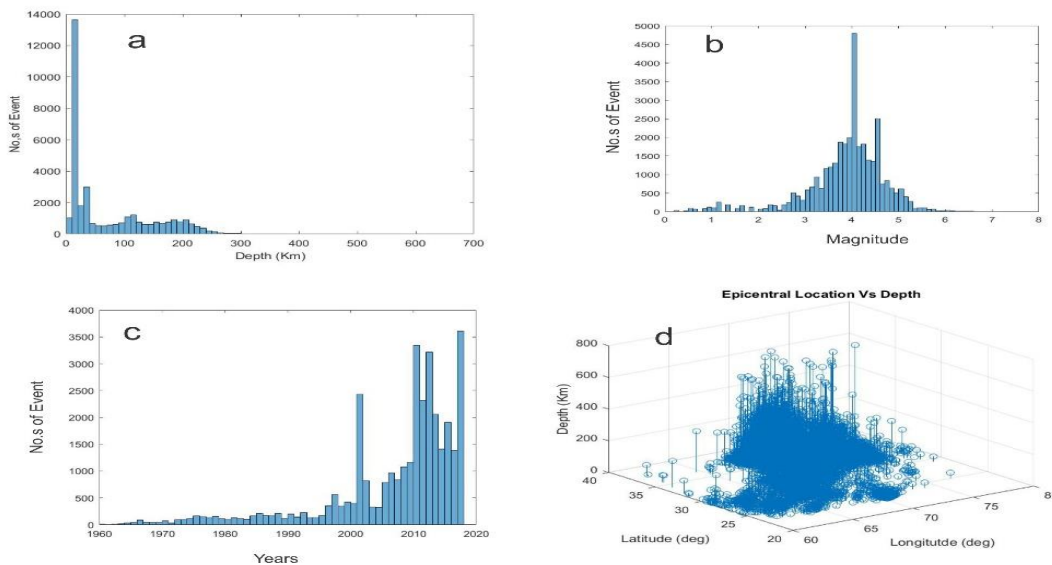 a
14000
12000
10000
8000
6000
4000
2000
0
No,s of Event
0 100 200 300 400 500 600 700
Depth (Km)
b
5000
4500
4000
3500
3000
2500
2000
1500
1000
500
0
No.s of Event
0 1 2 3 4 5 6 7 8
Magnitude
c
4000
3500
3000
2500
2000
1500
1000
500
0
No.s of Event
1960 1970 1980 1990 2000 2010 2020
Years
Epicentral Location Vs Depth
d
800
600
400
200
0
Depth (Km)
40 35 30 25 20
Latitude (deg)
60 65 70 75 8
Longitutde (deg)